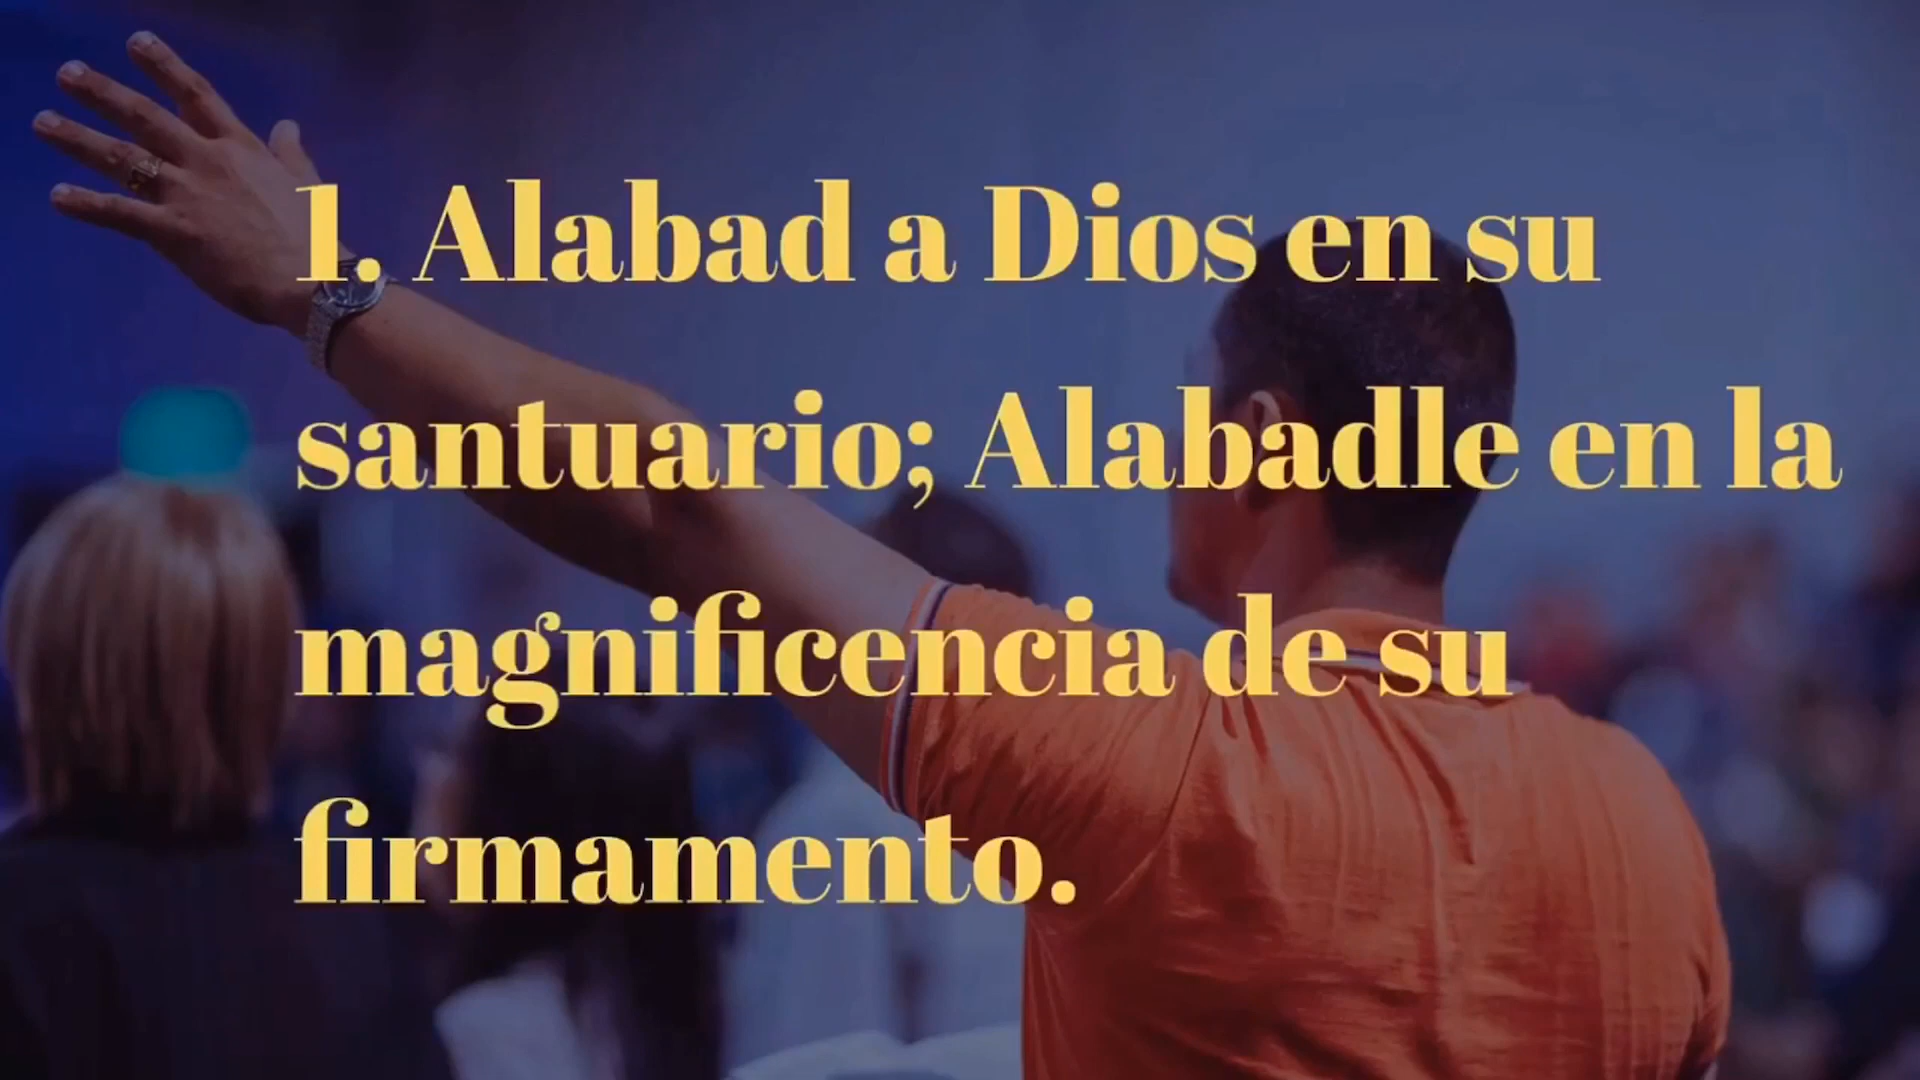 1. Alabad a Dios en su
santuario; Alabadle en la
magnificencia de su
firmamento.